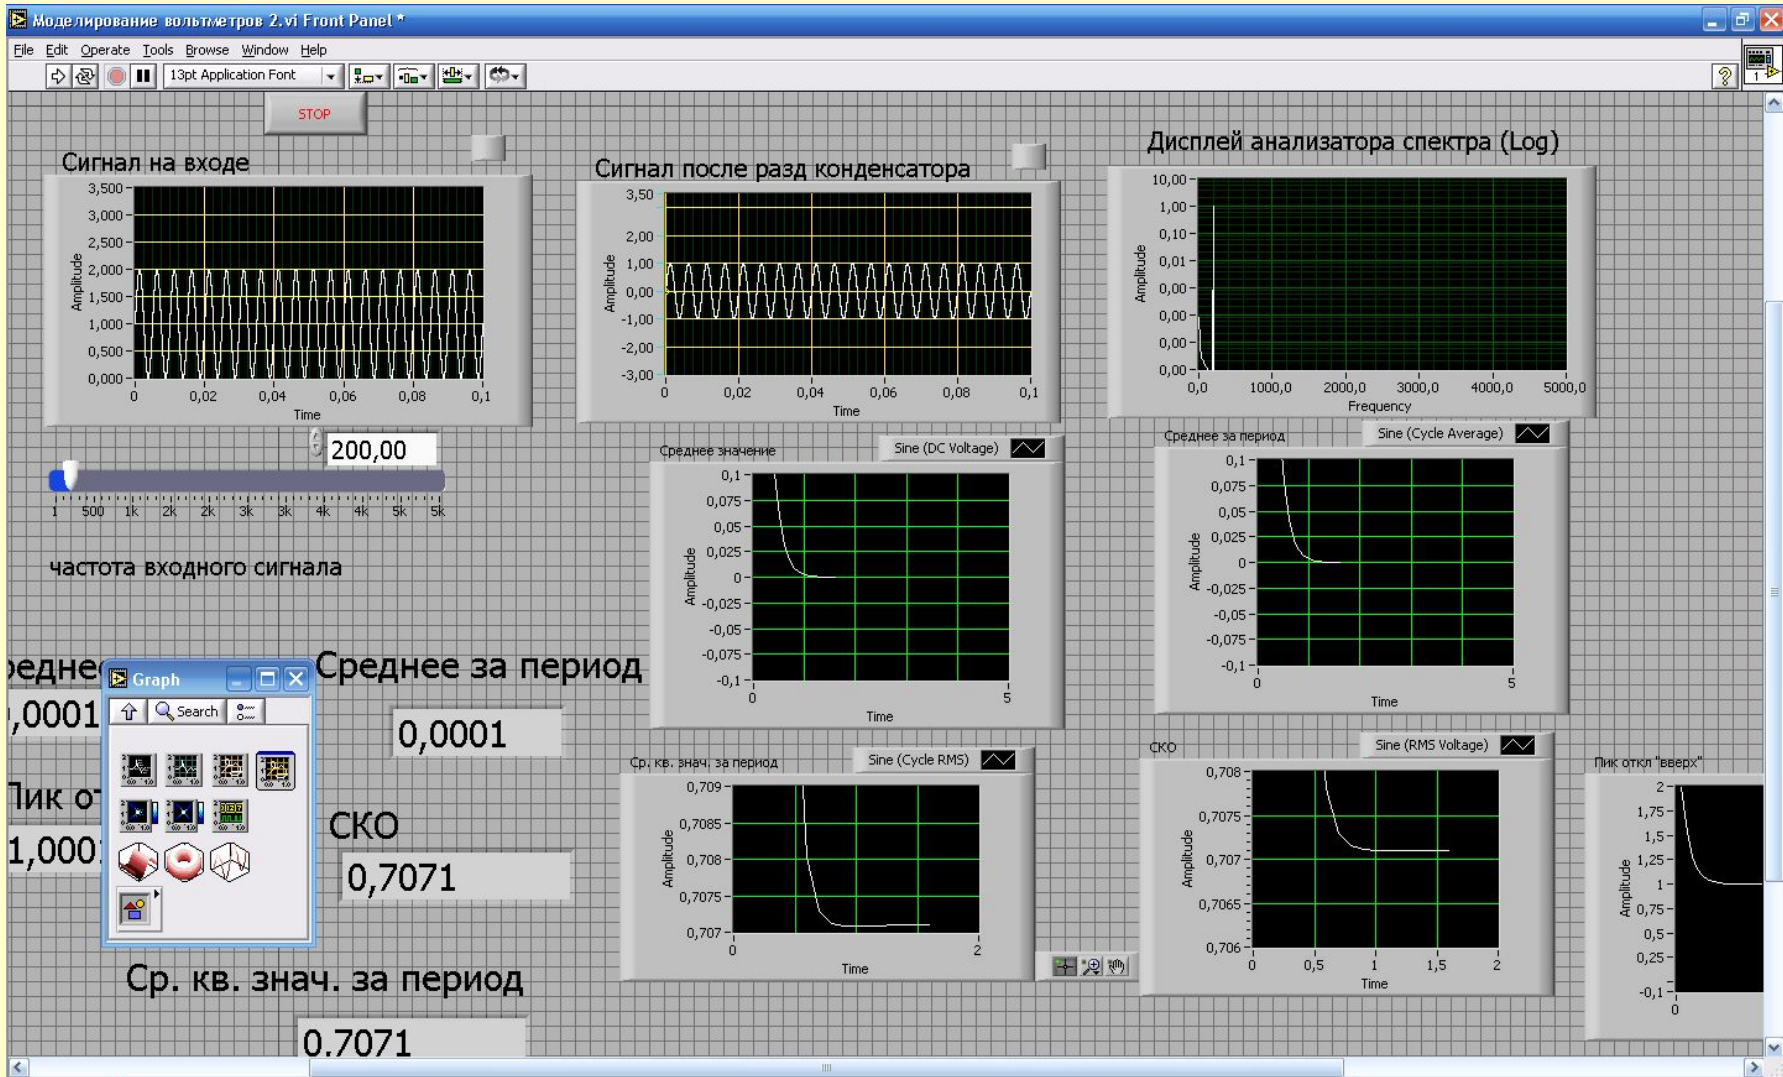 Моделирование вольтметров 2.vi Front Panel *
File Edit Operate Tools Browse Window Help
13pt Application Font
1
STOP
Сигнал на входе
3,500
3,000
2,500
2,000
1,500
1,000
0,500
0,000
Amplitude
0 0,02 0,04 0,06 0,08 0,1
Time
Сигнал после разд конденсатора
3,50
2,00
1,00
0,00
-1,00
-2,00
-3,00
Amplitude
0 0,02 0,04 0,06 0,08 0,1
Time
Дисплей анализатора спектра (Log)
10,00
1,00
0,10
0,01
0,00
0,00
0,00
0,00
Amplitude
0,0 1000,0 2000,0 3000,0 4000,0 5000,0
Frequency
200,00
1 500 1k 2k 2k 3k 3k 4k 4k 5k 5k
частота входного сигнала
Среднее значение
Sine (DC Voltage)
0,1
0,075
0,05
0,025
0
-0,025
-0,05
-0,075
-0,1
Amplitude
0 5
Time
Среднее за период
Sine (Cycle Average)
0,1
0,075
0,05
0,025
0
-0,025
-0,05
-0,075
-0,1
Amplitude
0 5
Time
реднее
,0001
Graph
Search
Среднее за период
0,0001
Пик от
1,000
СКО
0,7071
Ср. кв. знач. за период
0,7071
Ср. кв. знач. за период
Sine (Cycle RMS)
0,709
0,7085
0,708
0,7075
0,707
Amplitude
0 2
Time
СКО
Sine (RMS Voltage)
0,708
0,7075
0,707
0,7065
0,706
Amplitude
0 0,5 1 1,5 2
Time
Пик откл "вверх"
2
1,75
1,5
1,25
1
0,75
0,5
0,25
-0,1
Amplitude
0